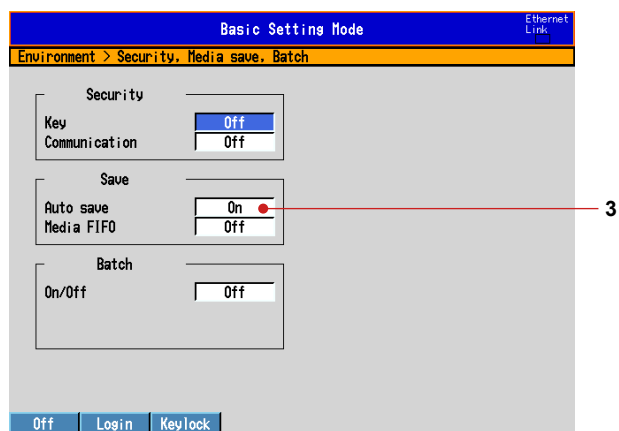 Basic Setting Mode
Ethernet
Link
Environment > Security, Media save, Batch
Security
Key Off
Communication Off
Save
Auto save On
3
Media FIFO Off
Batch
On/Off Off
Off Login Keylock